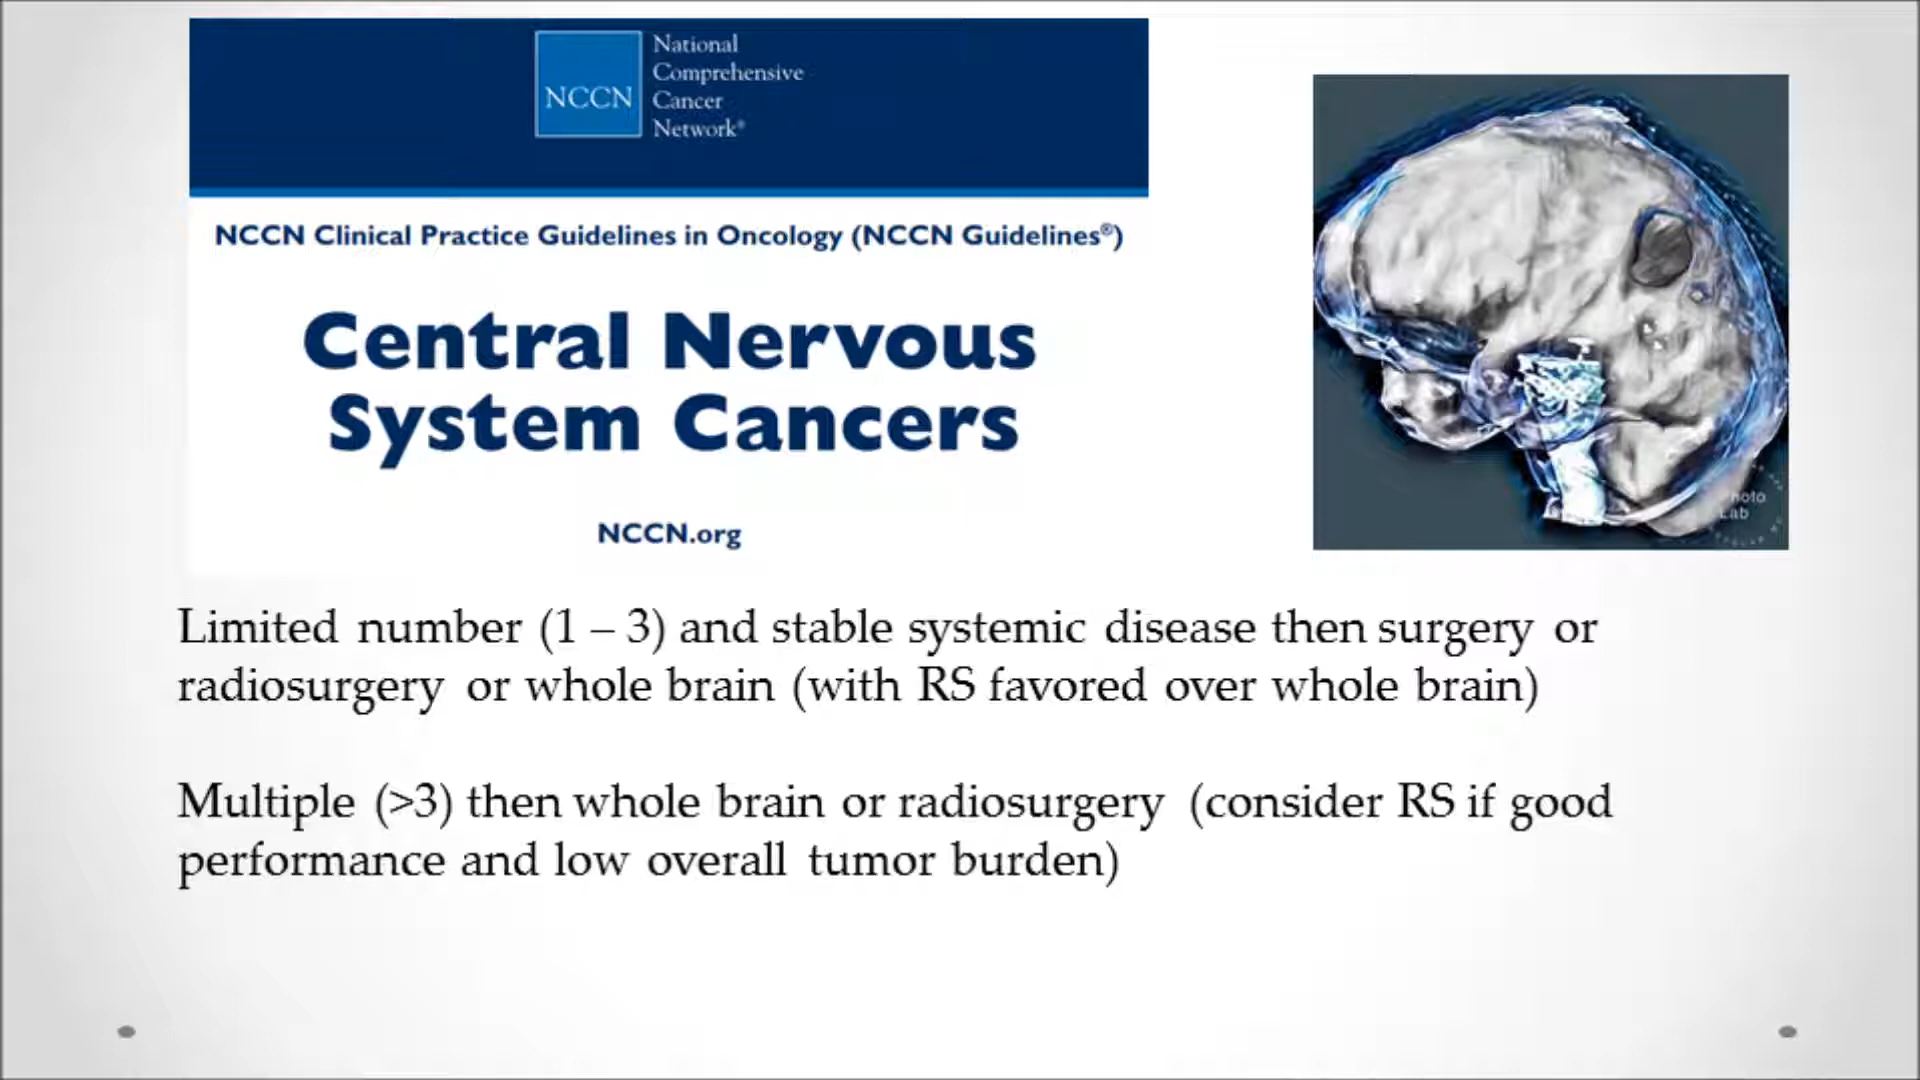 NCCN
National
Comprehensive
Cancer
Network®
NCCN Clinical Practice Guidelines in Oncology (NCCN Guidelines®)
Central Nervous
System Cancers
NCCN.org
Photo
Lab
Limited number (1 – 3) and stable systemic disease then surgery or
radiosurgery or whole brain (with RS favored over whole brain)
Multiple (>3) then whole brain or radiosurgery (consider RS if good
performance and low overall tumor burden)